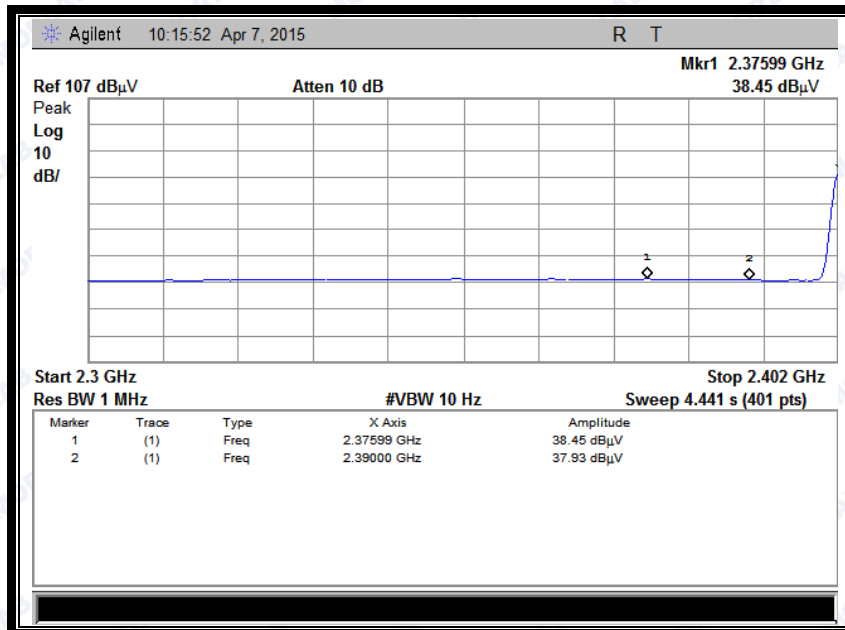 Agilent 10:15:52 Apr 7, 2015 R T
Mkr1 2.37599 GHz
Ref 107 dBµV Atten 10 dB 38.45 dBµV
Peak
Log
10
dB/
1 2
Start 2.3 GHz Stop 2.402 GHz
Res BW 1 MHz #VBW 10 Hz Sweep 4.441 s (401 pts)
Marker Trace Type X Axis Amplitude
1 (1) Freq 2.37599 GHz 38.45 dBµV
2 (1) Freq 2.39000 GHz 37.93 dBµV